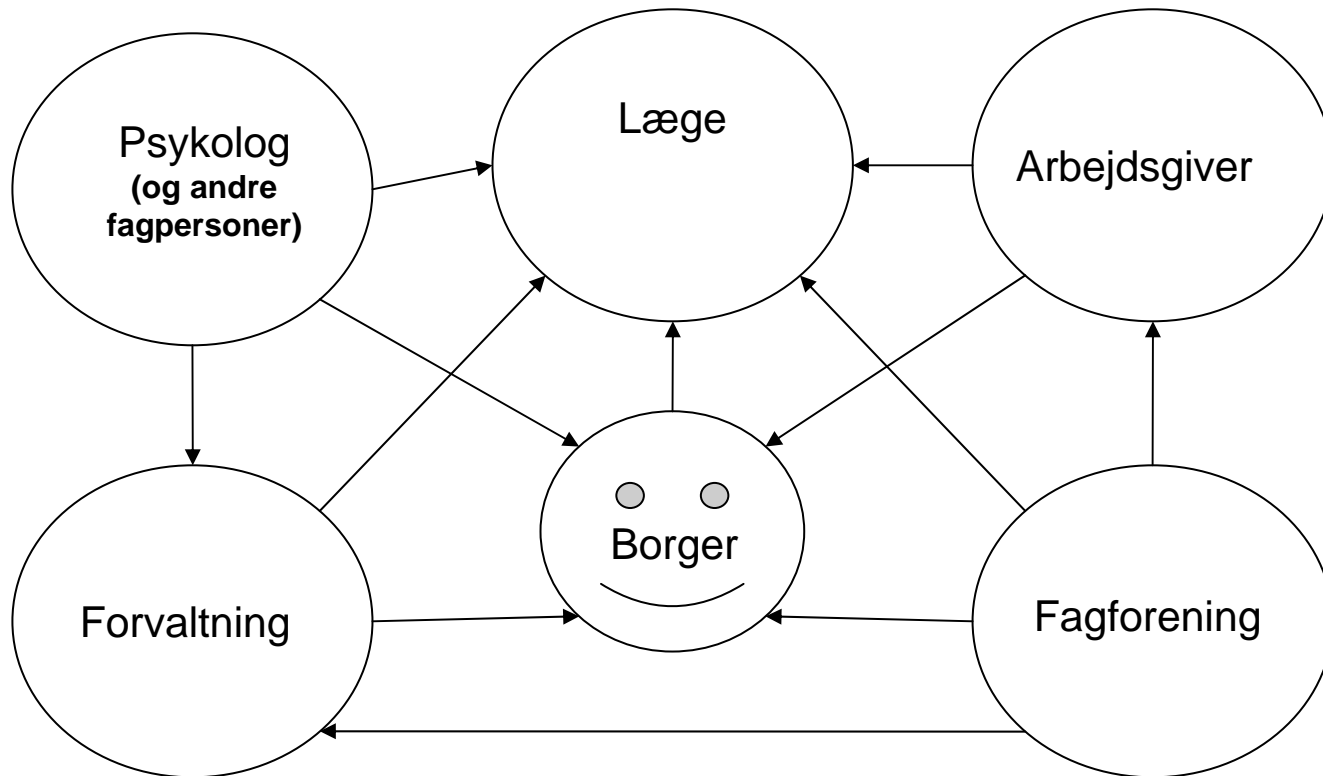 Psykolog
(og andre
fagpersoner)
Læge
Arbejdsgiver
Borger
Forvaltning
Fagforening